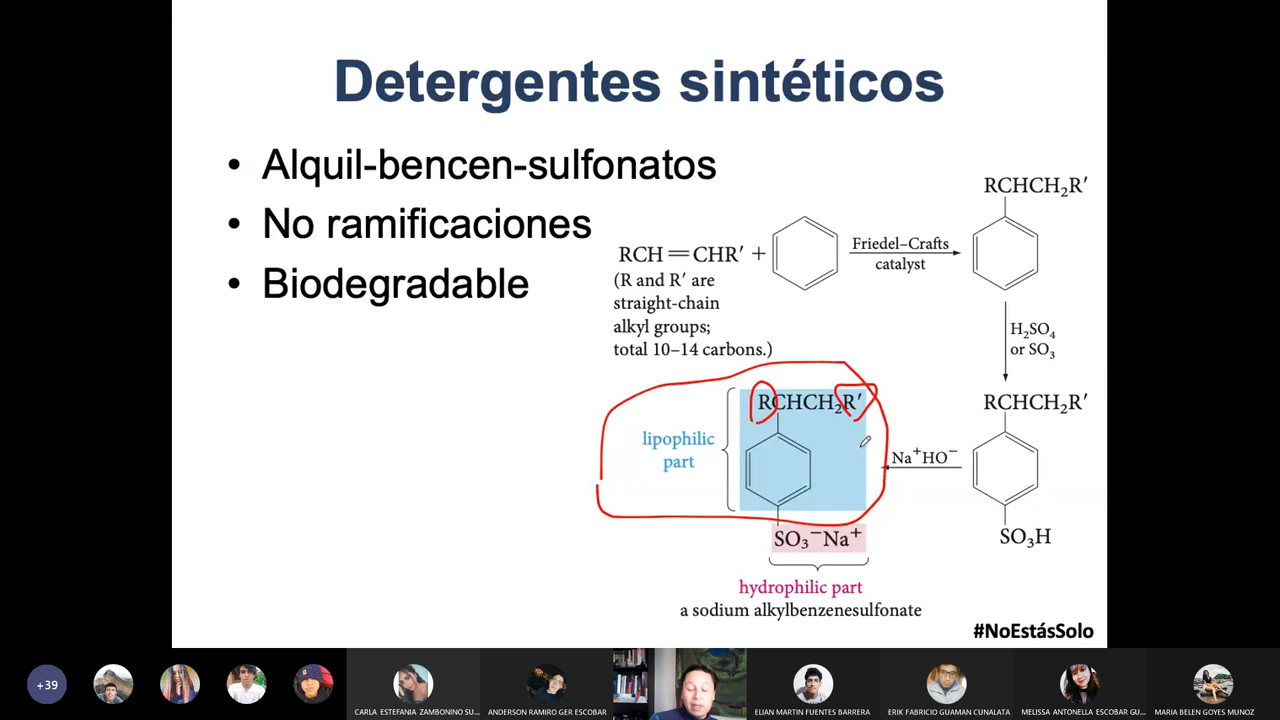 Detergentes sintéticos
• Alquil-bencen-sulfonatos
• No ramificaciones
• Biodegradable
RCHCH₂R′
RCH=CHR′ +
Friedel–Crafts
catalyst
(R and R′ are
straight-chain
alkyl groups;
total 10–14 carbons.)
H₂SO₄
or SO₃
RCHCH₂R′
RCHCH₂R′
lipophilic
part
Na⁺HO⁻
SO₃⁻Na⁺
SO₃H
hydrophilic part
a sodium alkylbenzenesulfonate
#NoEstásSolo
+39
CARLA ESTEFANIA ZAMBONINO SU...
ANDERSON RAMIRO GER ESCOBAR
ELIAN MARTIN FUENTES BARRERA
ERIK FABRICIO GUAMAN CUNALATA
MELISSA ANTONELLA ESCOBAR GU...
MARIA BELEN GOYES MUNOZ